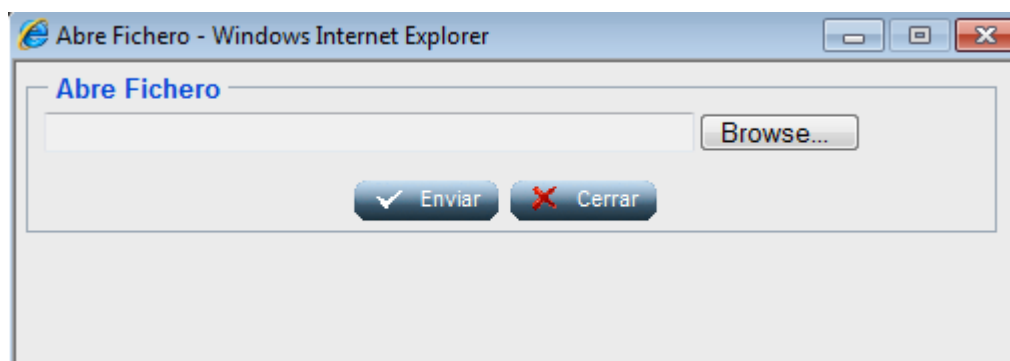 Abre Fichero - Windows Internet Explorer
Abre Fichero
Browse...
Enviar Cerrar